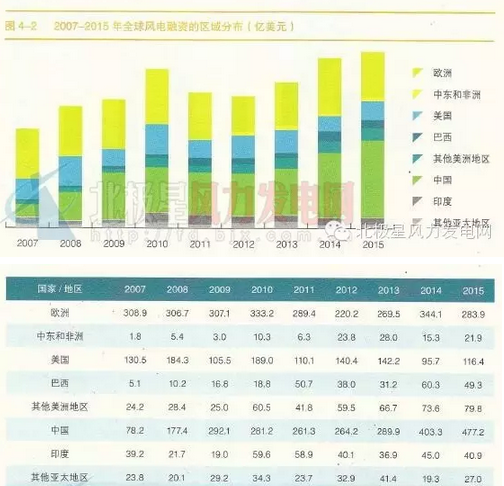 图 4-2 2007-2015 年全球风电融资的区域分布（亿美元）
欧洲
中东和非洲
美国
巴西
其他美洲地区
中国
印度
其他亚太地区
2007 2008 2009 2010 2011 2012 2013 2014 2015
北极星风力发电网
北极星风力发电网
国家/地区 2007 2008 2009 2010 2011 2012 2013 2014 2015
欧洲 308.9 306.7 307.1 333.2 289.4 220.2 269.5 344.1 283.9
中东和非洲 1.8 5.4 3.0 10.3 6.3 23.8 28.0 15.3 21.9
美国 130.5 184.3 105.5 189.0 110.1 140.4 142.2 95.7 116.4
巴西 5.1 10.2 16.8 18.8 50.7 38.0 31.2 60.3 49.3
其他美洲地区 24.2 28.4 25.0 60.5 41.8 59.5 66.7 73.6 79.8
中国 78.2 177.4 292.1 281.2 261.3 264.2 289.9 403.3 477.2
印度 39.2 21.7 19.0 59.6 58.9 40.1 36.9 45.0 40.9
其他亚太地区 23.8 20.1 29.2 34.3 23.7 32.9 41.4 19.3 27.0